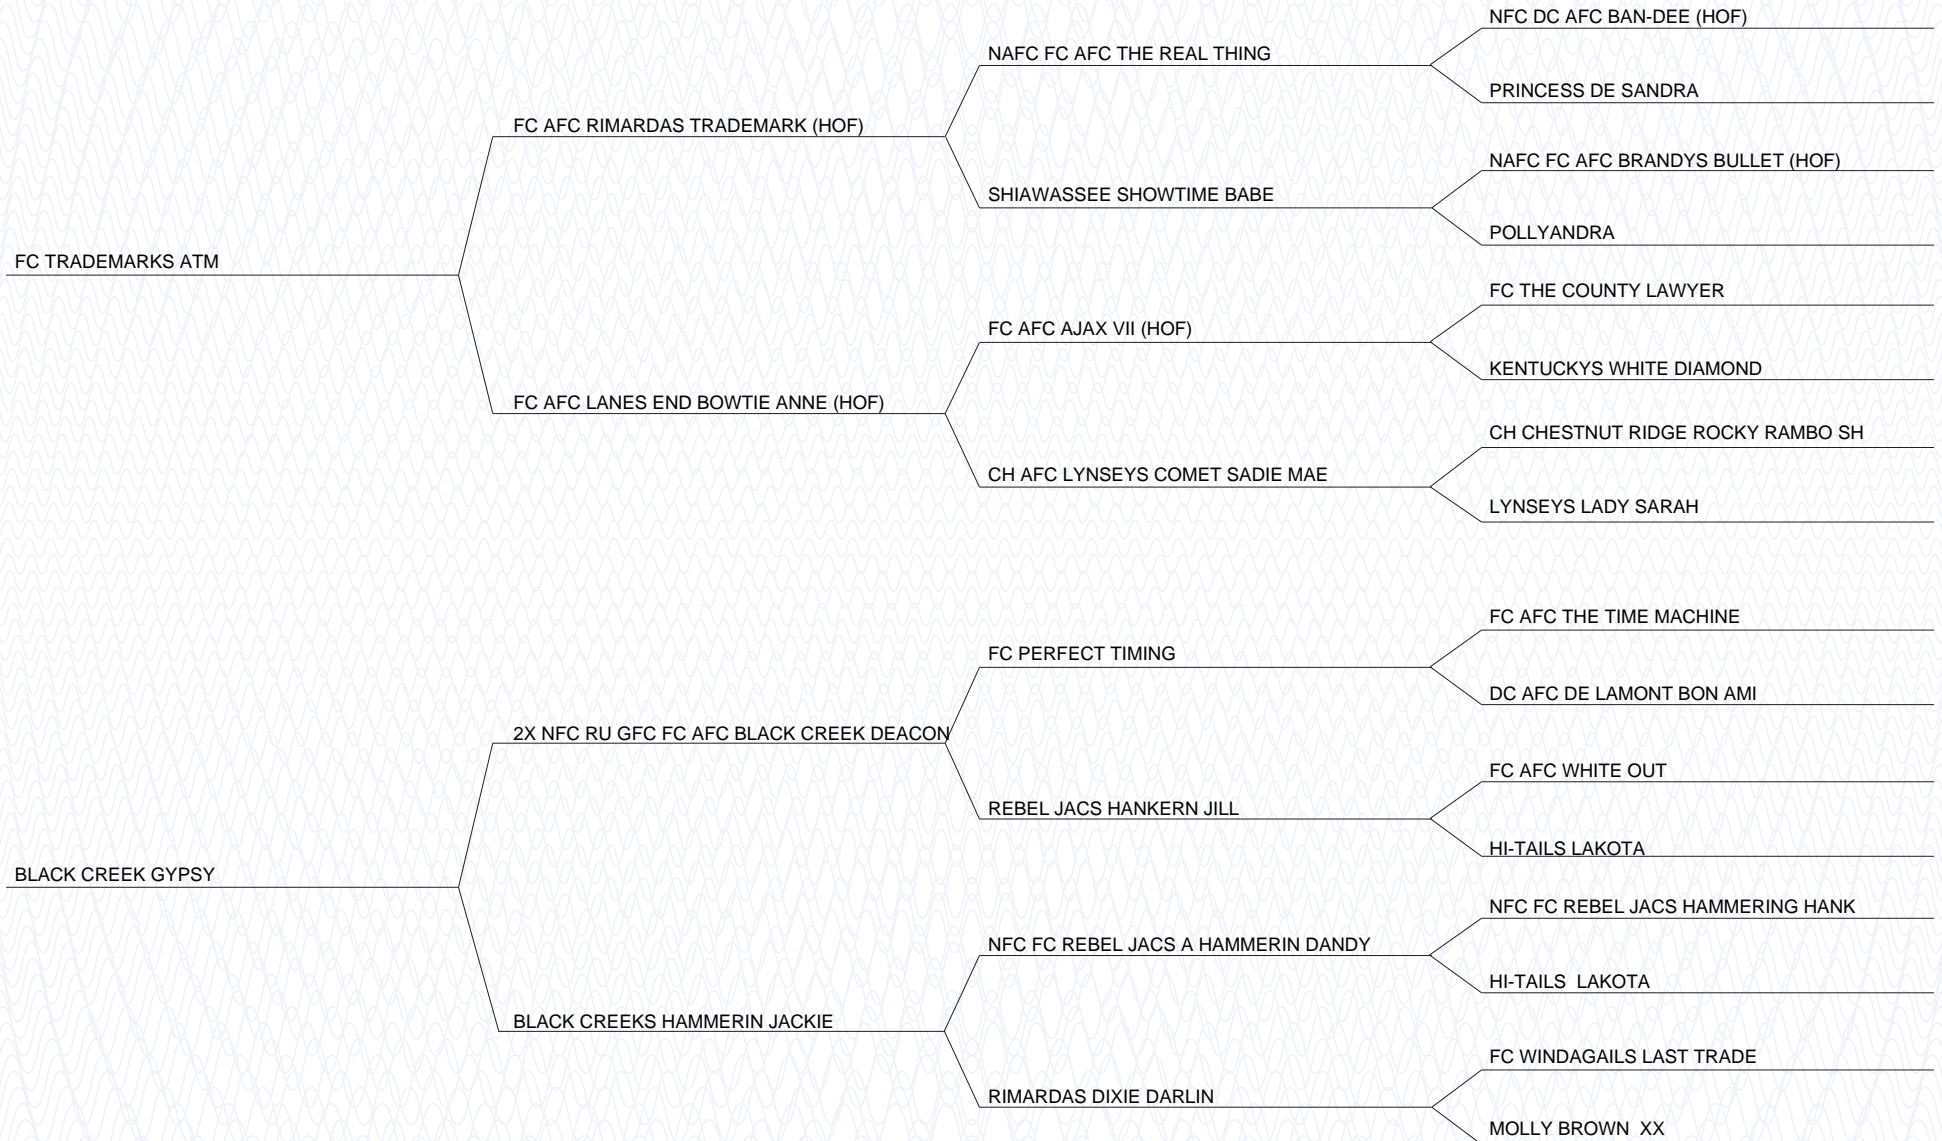 NFC DC AFC BAN-DEE (HOF)
NAFC FC AFC THE REAL THING
PRINCESS DE SANDRA
FC AFC RIMARDAS TRADEMARK (HOF)
NAFC FC AFC BRANDYS BULLET (HOF)
SHIAWASSEE SHOWTIME BABE
POLLYANDRA
FC TRADEMARKS ATM
FC THE COUNTY LAWYER
FC AFC AJAX VII (HOF)
KENTUCKYS WHITE DIAMOND
FC AFC LANES END BOWTIE ANNE (HOF)
CH CHESTNUT RIDGE ROCKY RAMBO SH
CH AFC LYNSEYS COMET SADIE MAE
LYNSEYS LADY SARAH
FC AFC THE TIME MACHINE
FC PERFECT TIMING
DC AFC DE LAMONT BON AMI
2X NFC RU GFC FC AFC BLACK CREEK DEACON
FC AFC WHITE OUT
REBEL JACS HANKERN JILL
HI-TAILS LAKOTA
BLACK CREEK GYPSY
NFC FC REBEL JACS HAMMERING HANK
NFC FC REBEL JACS A HAMMERIN DANDY
HI-TAILS  LAKOTA
BLACK CREEKS HAMMERIN JACKIE
FC WINDAGAILS LAST TRADE
RIMARDAS DIXIE DARLIN
MOLLY BROWN  XX